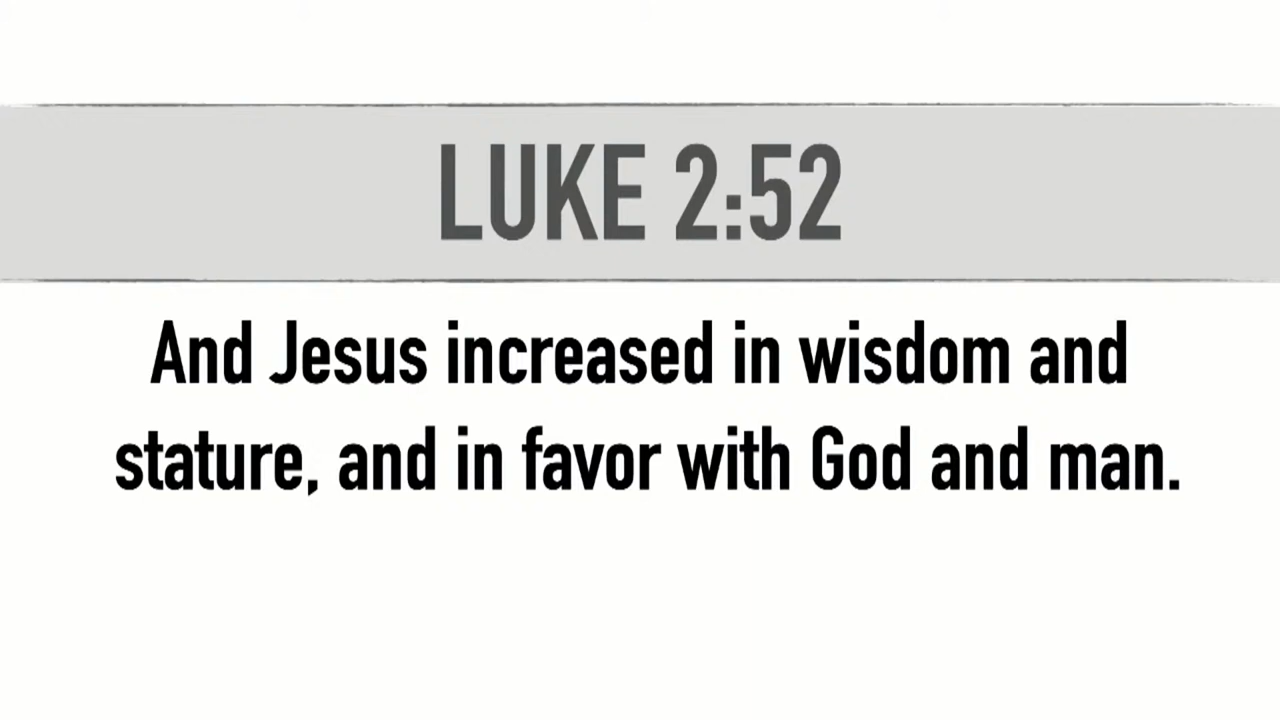 LUKE 2:52
And Jesus increased in wisdom and
stature, and in favor with God and man.